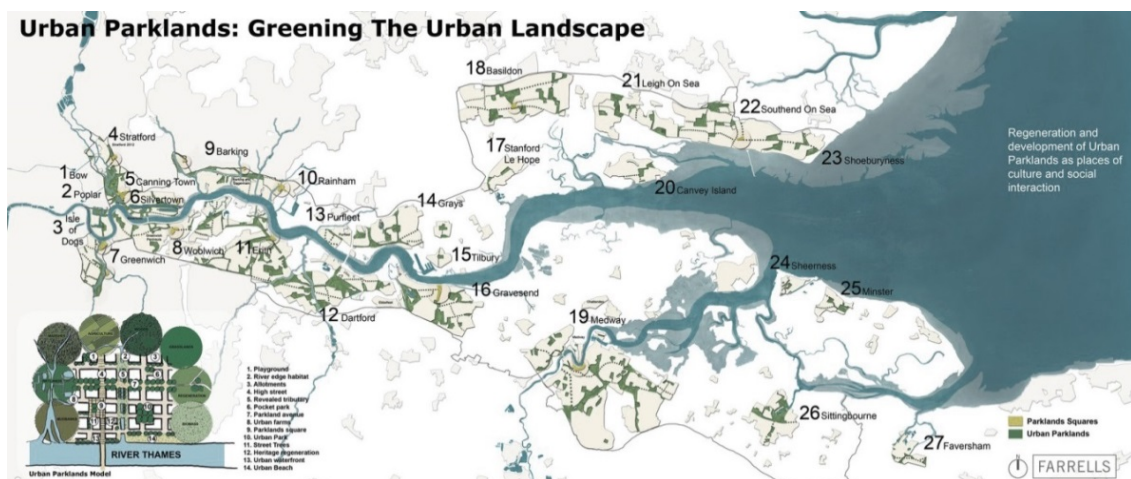 Urban Parklands: Greening The Urban Landscape
18 Basildon
21 Leigh On Sea
22 Southend On Sea
4 Stratford
9 Barking
17 Stanford
Le Hope
23 Shoeburyness
Regeneration and
development of Urban
Parklands as places of
culture and social
interaction
1 Bow
5 Canning Town
10 Rainham
2 Poplar
6 Silvertown
20 Canvey Island
3 Isle
of
Dogs
13 Purfleet
14 Grays
8 Woolwich
11 Erith
7 Greenwich
15 Tilbury
24 Sheerness
16 Gravesend
25 Minster
12 Dartford
19 Medway
26 Sittingbourne
27 Faversham
1. Playground
2. River edge habitat
3. Allotments
4. High street
5. Revealed tributary
6. Pocket park
7. Parkland avenue
8. Urban farms
9. Parklands square
10. Urban Park
11. Street Trees
12. Heritage regeneration
13. Urban waterfront
14. Urban Beach
RIVER THAMES
Urban Parklands Model
Parklands Squares
Urban Parklands
FARRELLS